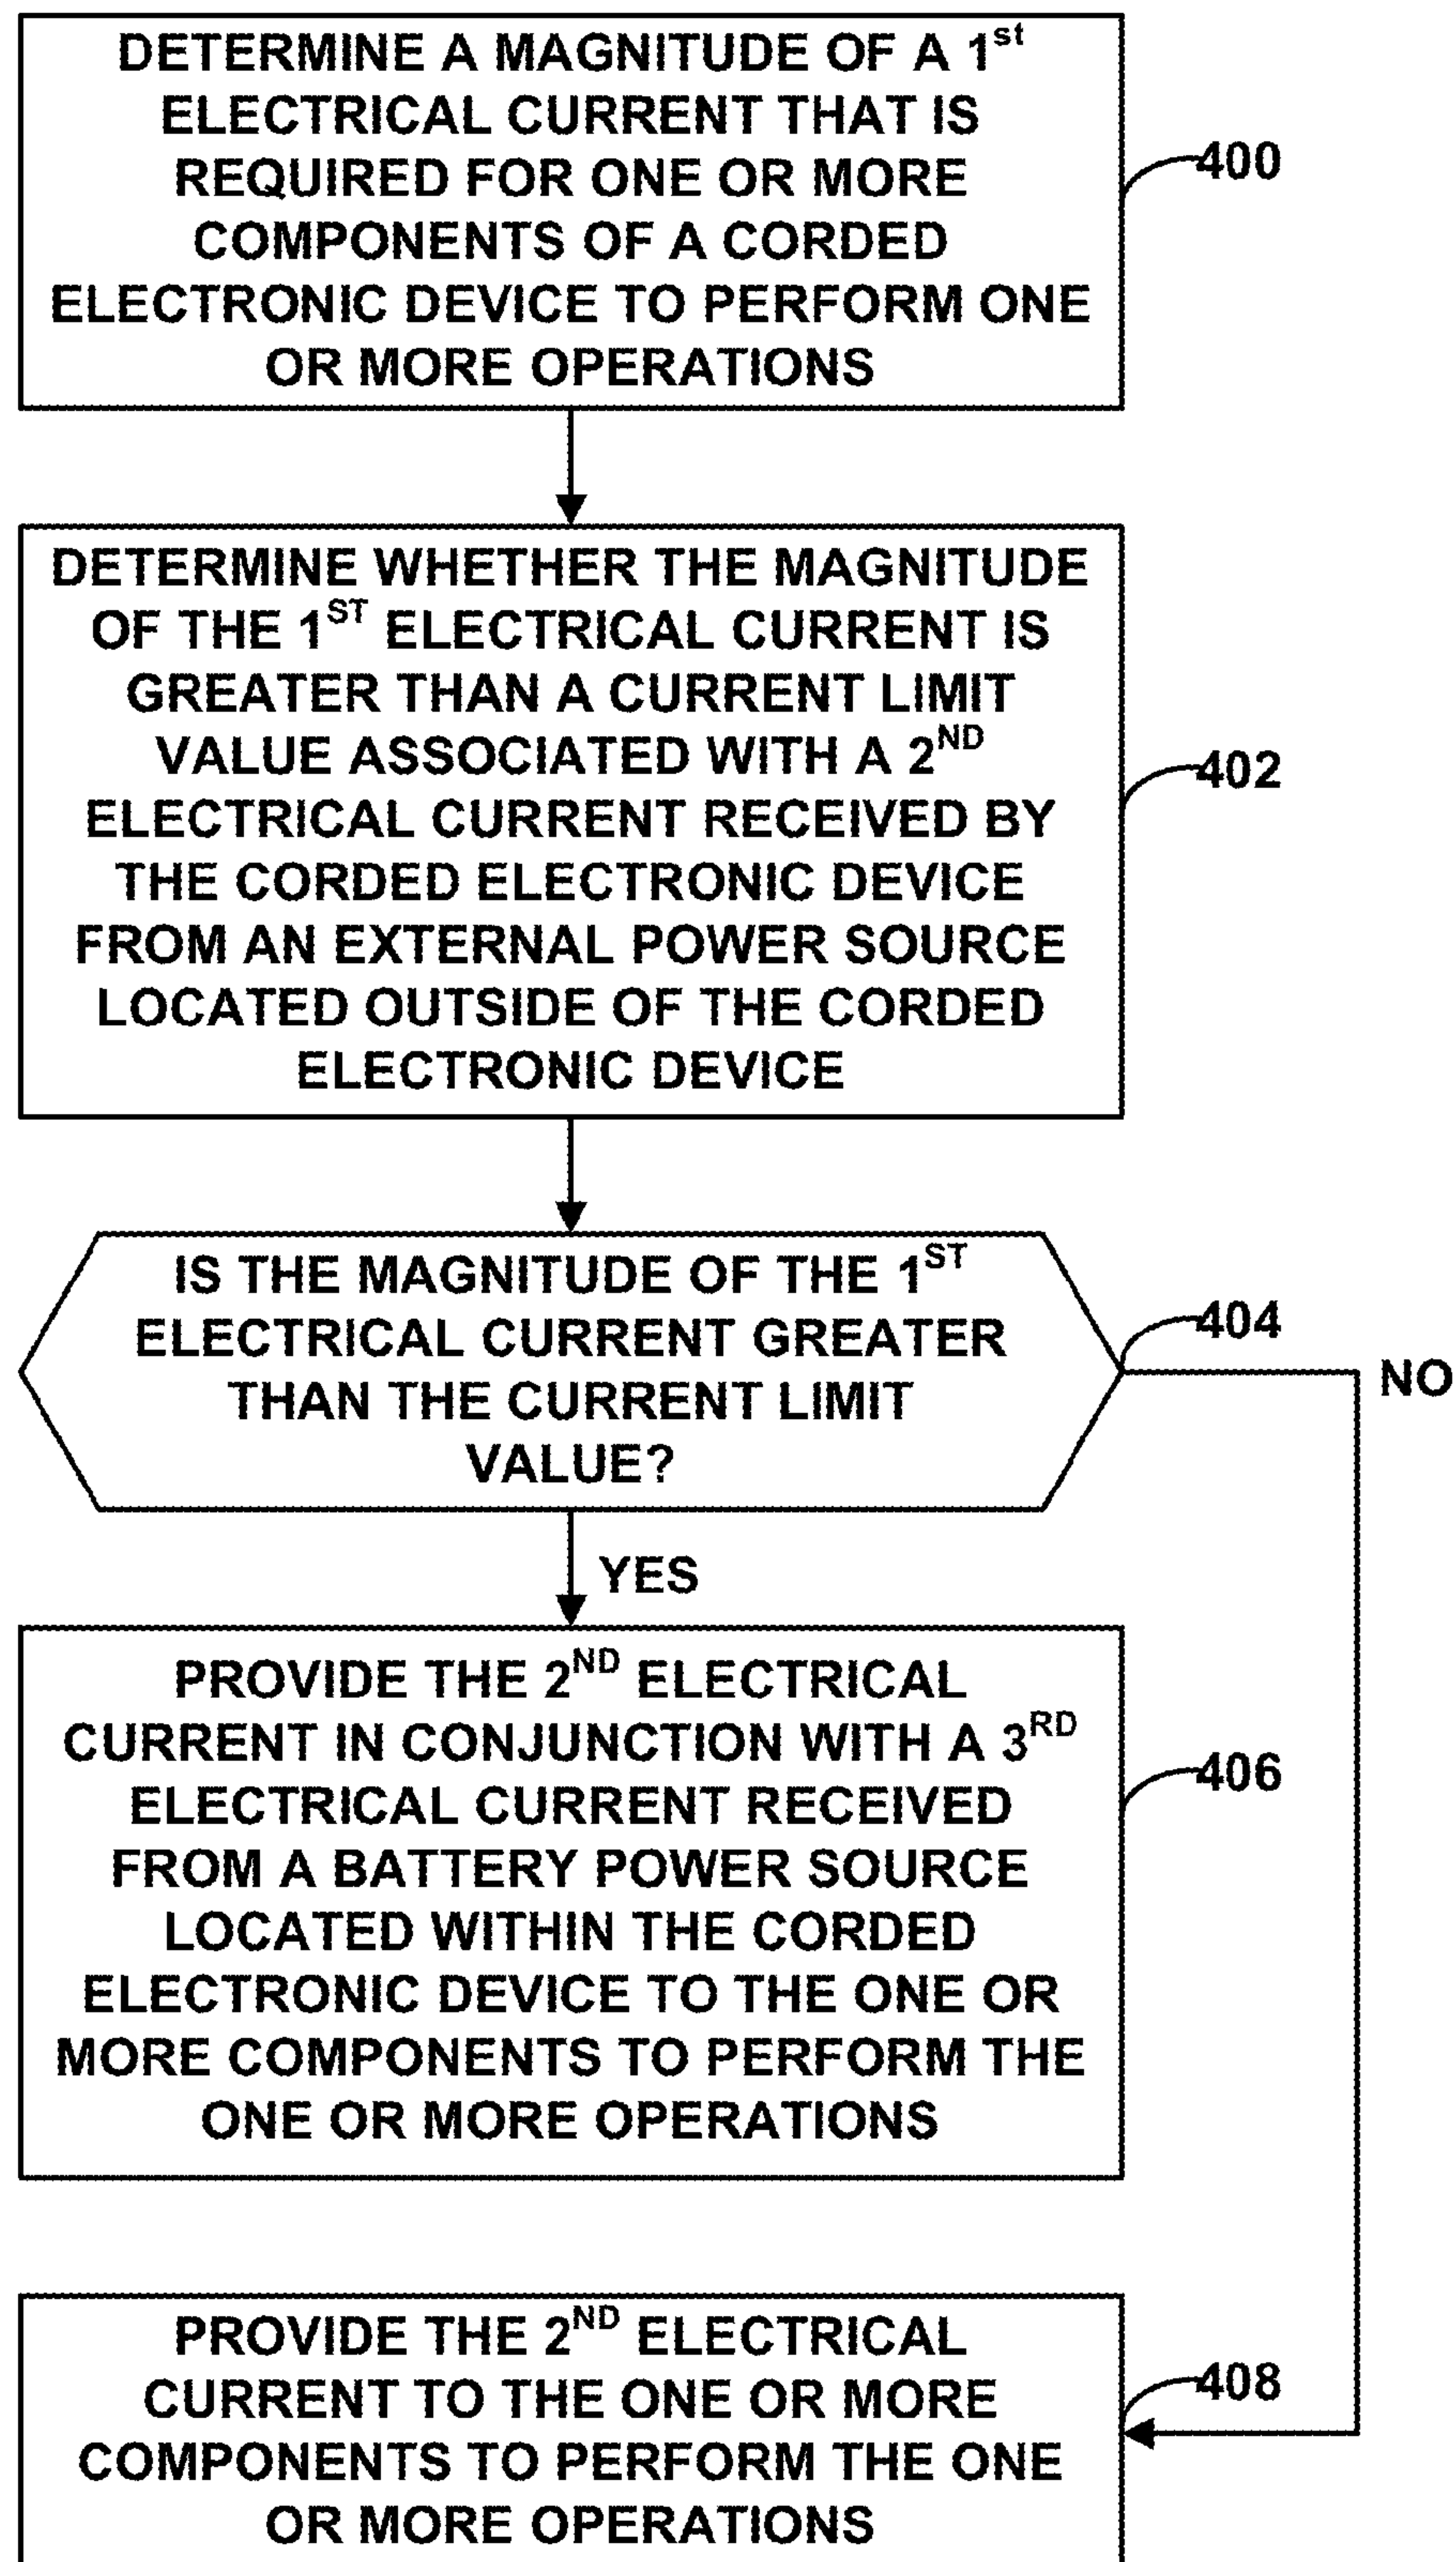 DETERMINE A MAGNITUDE OF A 1st
ELECTRICAL CURRENT THAT IS
REQUIRED FOR ONE OR MORE
COMPONENTS OF A CORDED
ELECTRONIC DEVICE TO PERFORM ONE
OR MORE OPERATIONS
400
DETERMINE WHETHER THE MAGNITUDE
OF THE 1ST ELECTRICAL CURRENT IS
GREATER THAN A CURRENT LIMIT
VALUE ASSOCIATED WITH A 2ND
ELECTRICAL CURRENT RECEIVED BY
THE CORDED ELECTRONIC DEVICE
FROM AN EXTERNAL POWER SOURCE
LOCATED OUTSIDE OF THE CORDED
ELECTRONIC DEVICE
402
IS THE MAGNITUDE OF THE 1ST
ELECTRICAL CURRENT GREATER
THAN THE CURRENT LIMIT
VALUE?
404
NO
YES
PROVIDE THE 2ND ELECTRICAL
CURRENT IN CONJUNCTION WITH A 3RD
ELECTRICAL CURRENT RECEIVED
FROM A BATTERY POWER SOURCE
LOCATED WITHIN THE CORDED
ELECTRONIC DEVICE TO THE ONE OR
MORE COMPONENTS TO PERFORM THE
ONE OR MORE OPERATIONS
406
PROVIDE THE 2ND ELECTRICAL
CURRENT TO THE ONE OR MORE
COMPONENTS TO PERFORM THE ONE
OR MORE OPERATIONS
408